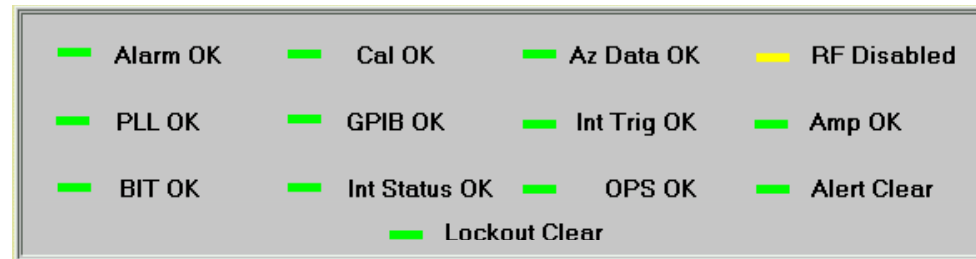 Alarm OK Cal OK Az Data OK RF Disabled
PLL OK GPIB OK Int Trig OK Amp OK
BIT OK Int Status OK OPS OK Alert Clear
Lockout Clear